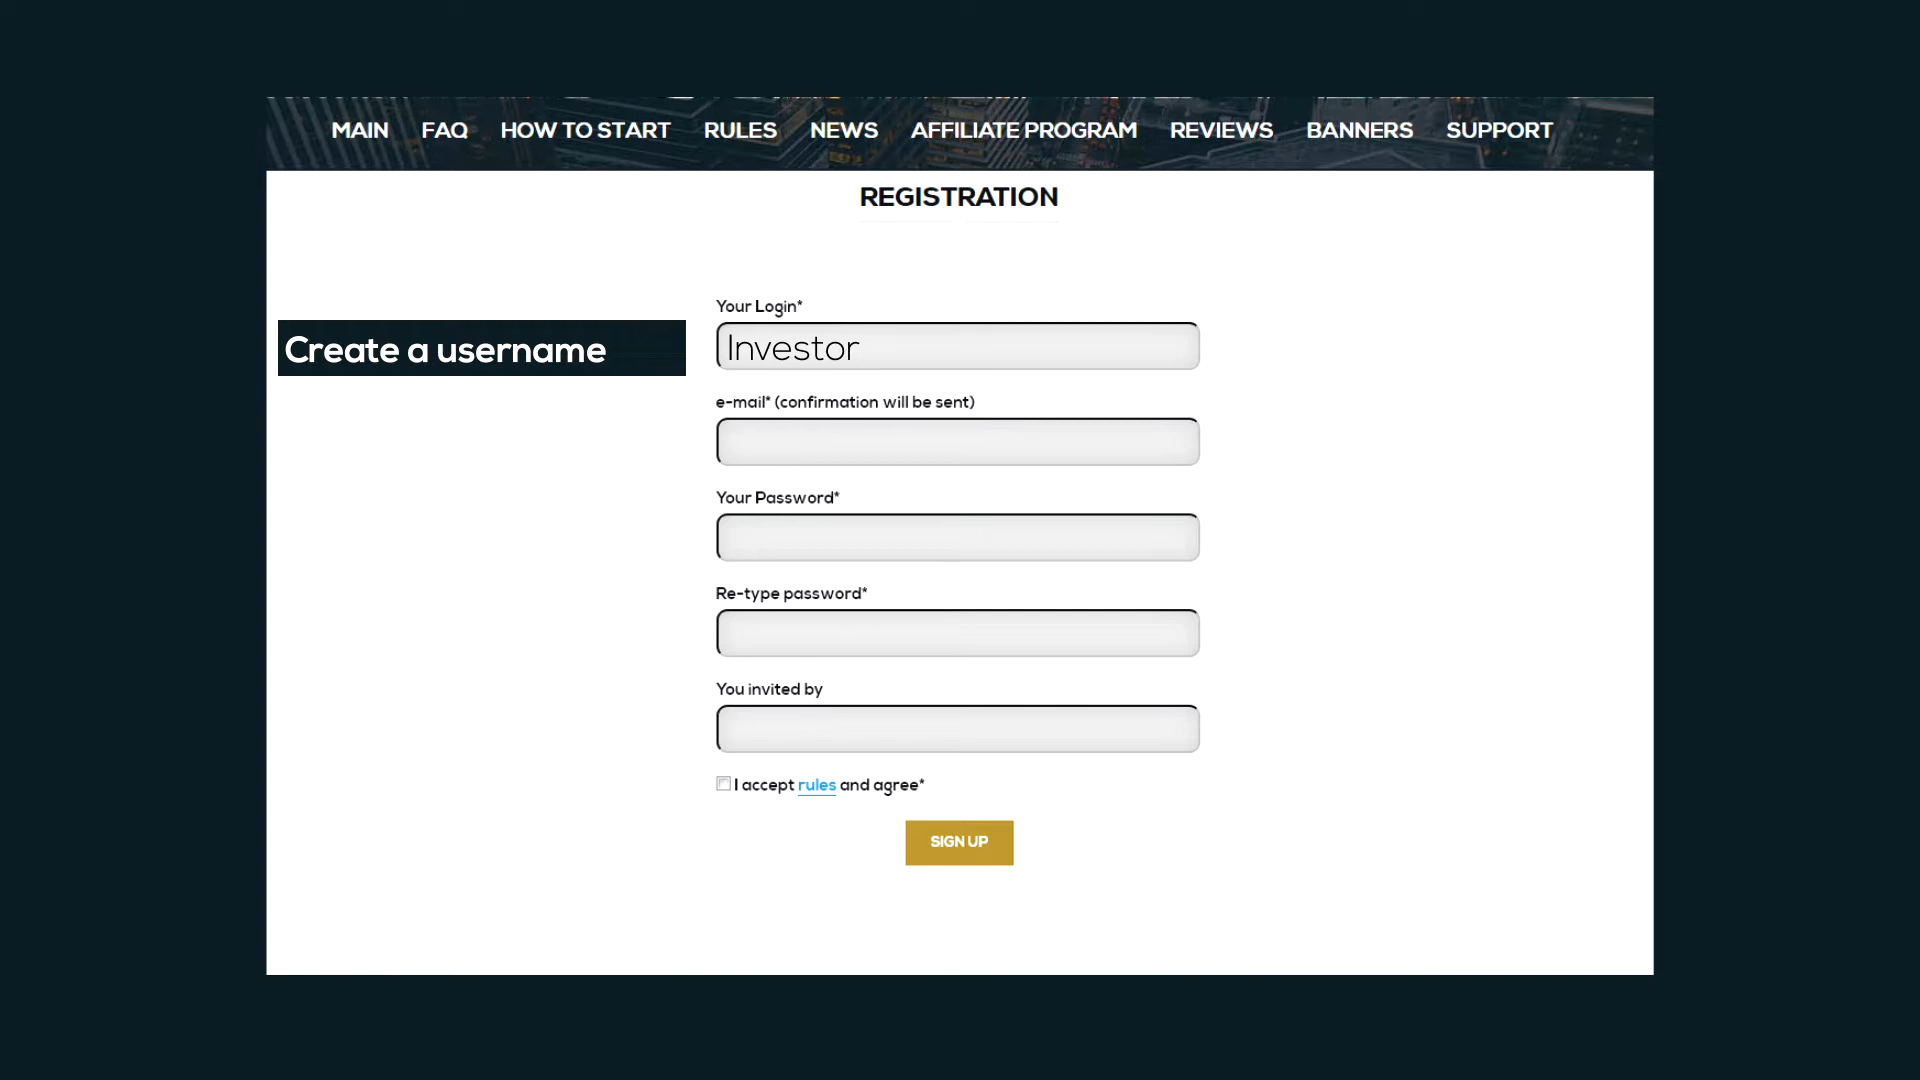 MAIN FAQ HOW TO START RULES NEWS AFFILIATE PROGRAM REVIEWS BANNERS SUPPORT
REGISTRATION
Your Login*
Create a username
Investor
e-mail* (confirmation will be sent)
Your Password*
Re-type password*
You invited by
I accept rules and agree*
SIGN UP